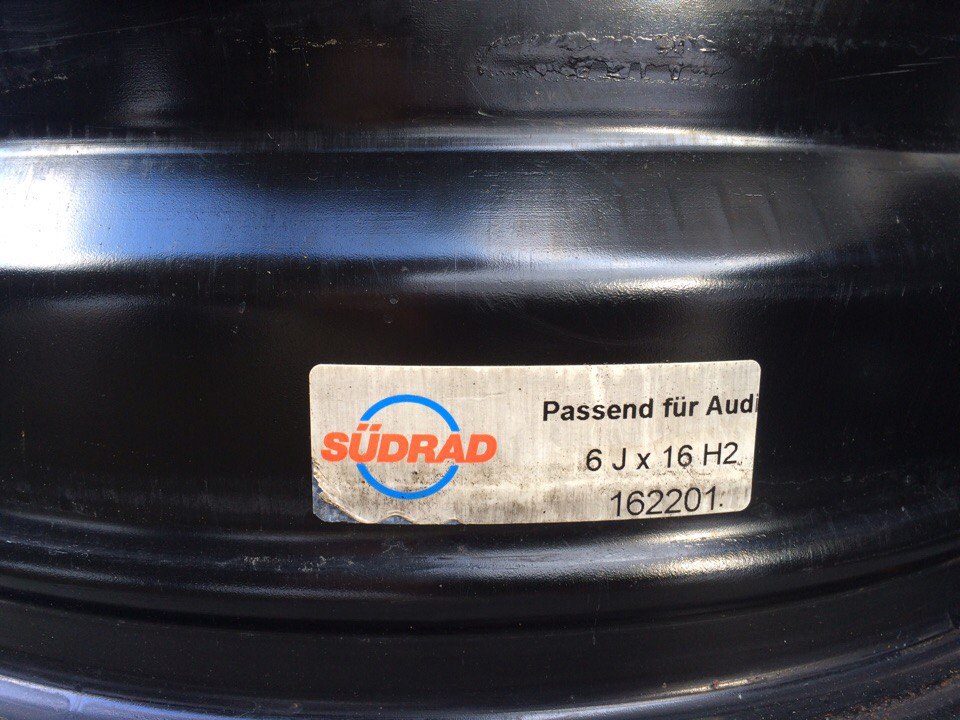 SÜDRAD
Passend für Audi
6 J x 16 H2
162201